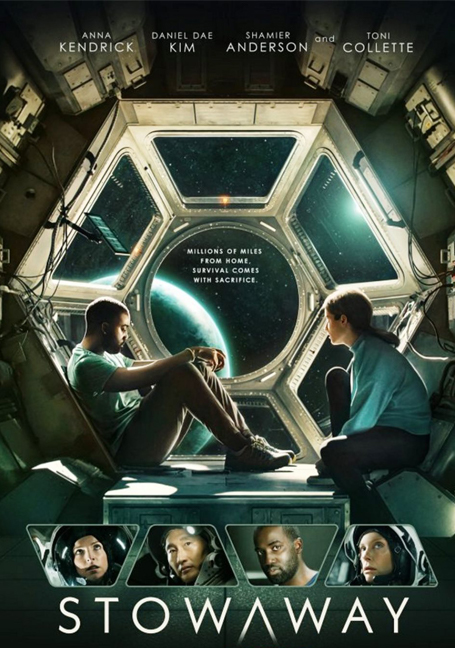 ANNA KENDRICK
DANIEL DAE KIM
SHAMIER ANDERSON
and
TONI COLLETTE
MILLIONS OF MILES
FROM HOME,
SURVIVAL COMES
WITH SACRIFICE.
STOWAWAY